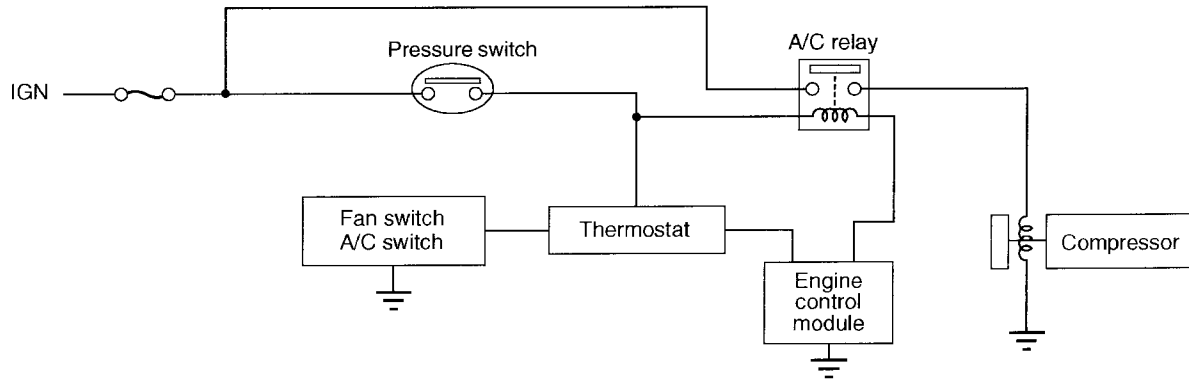 A/C relay
Pressure switch
IGN
Fan switch
A/C switch
Thermostat
Compressor
Engine
control
module